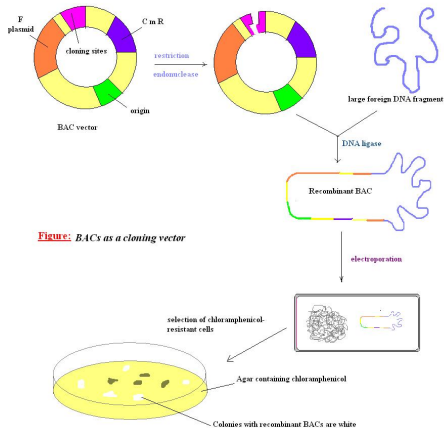 F
plasmid
C m R
cloning sites
origin
BAC vector
restriction
endonuclease
large foreign DNA fragment
DNA ligase
Recombinant BAC
Figure: BACs as a cloning vector
electroporation
selection of chloramphenicol-
resistant cells
Agar containing chloramphenicol
Colonies with recombinant BACs are white